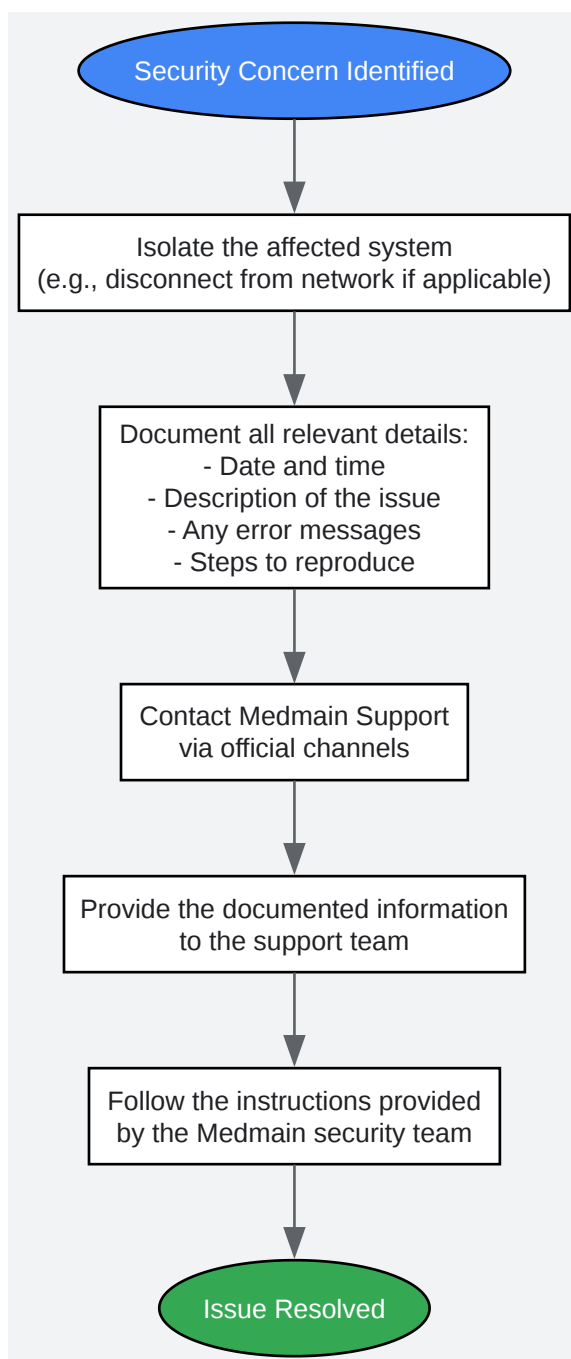 Security Concern Identified
Isolate the affected system
(e.g., disconnect from network if applicable)
Document all relevant details:
- Date and time
- Description of the issue
- Any error messages
- Steps to reproduce
Contact Medmain Support
via official channels
Provide the documented information
to the support team
Follow the instructions provided
by the Medmain security team
Issue Resolved